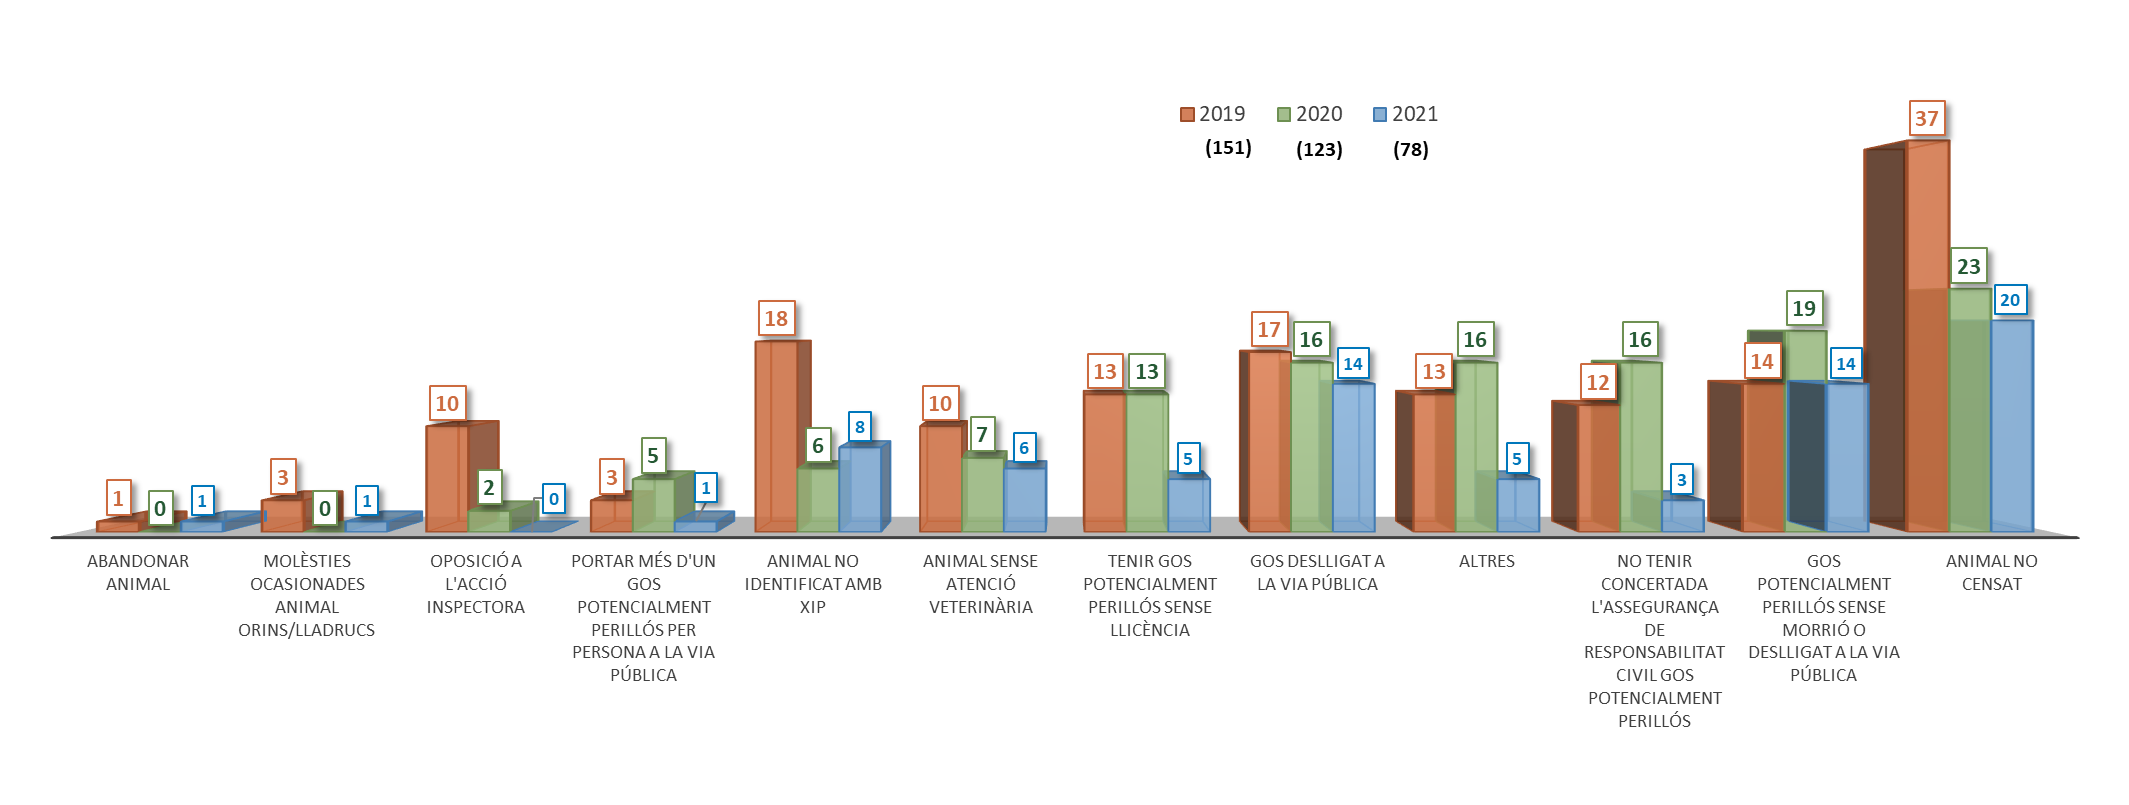 2019 2020 2021
(151) (123) (78)
37
23
20
19
14
14
18
17
16
14
16
16
13
13
13
12
10
10
8
7
6
6
5
5
5
3
3
3
2
1
1
1
1
0
0
0
ABANDONAR
ANIMAL
MOLÈSTIES
OCASIONADES
ANIMAL
ORINS/LLADRUCS
OPOSICIÓ A
L'ACCIÓ
INSPECTORA
PORTAR MÉS D'UN
GOS
POTENCIALMENT
PERILLÓS PER
PERSONA A LA VIA
PÚBLICA
ANIMAL NO
IDENTIFICAT AMB
XIP
ANIMAL SENSE
ATENCIÓ
VETERINÀRIA
TENIR GOS
POTENCIALMENT
PERILLÓS SENSE
LLICÈNCIA
GOS DESLLIGAT A
LA VIA PÚBLICA
ALTRES
NO TENIR
CONCERTADA
L'ASSEGURANÇA
DE
RESPONSABILITAT
CIVIL GOS
POTENCIALMENT
PERILLÓS
GOS
POTENCIALMENT
PERILLÓS SENSE
MORRIÓ O
DESLLIGAT A LA VIA
PÚBLICA
ANIMAL NO
CENSAT